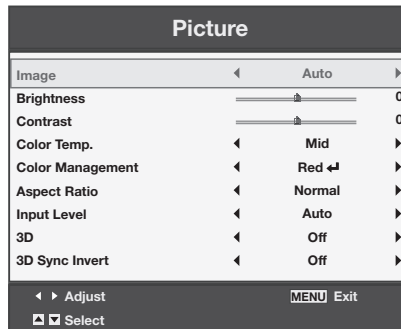 Picture
Image Auto
Brightness 0
Contrast 0
Color Temp. Mid
Color Management Red
Aspect Ratio Normal
Input Level Auto
3D Off
3D Sync Invert Off
Adjust MENU Exit
Select